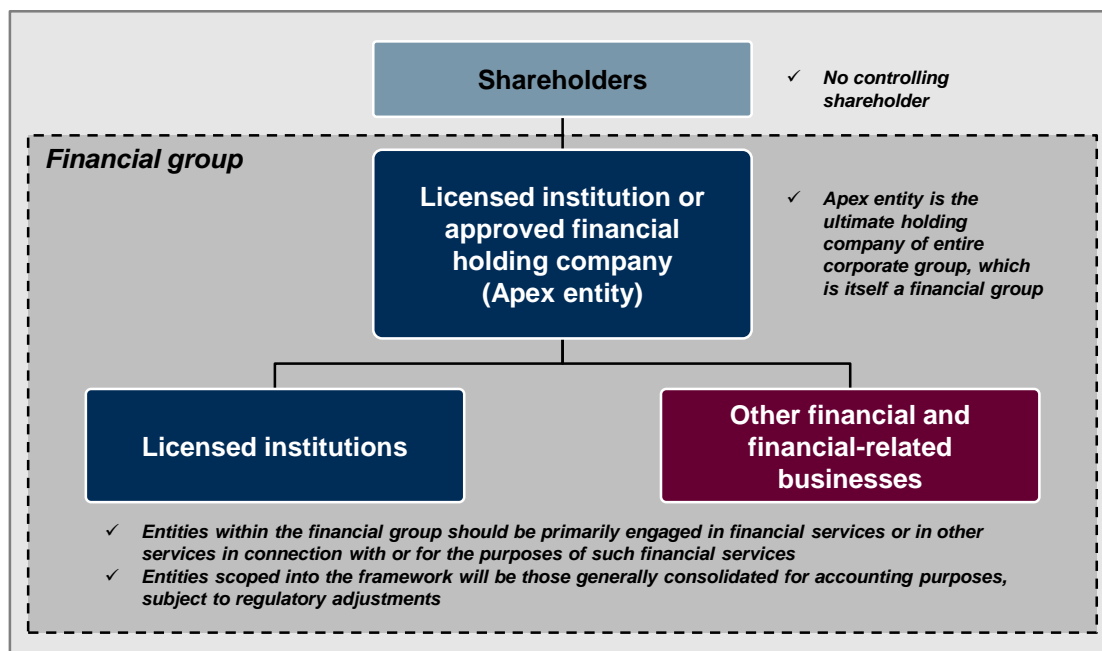 Shareholders
✓ No controlling
shareholder
Financial group
Licensed institution or
approved financial
holding company
(Apex entity)
✓ Apex entity is the
ultimate holding
company of entire
corporate group, which
is itself a financial group
Licensed institutions
Other financial and
financial-related
businesses
✓ Entities within the financial group should be primarily engaged in financial services or in other
services in connection with or for the purposes of such financial services
✓ Entities scoped into the framework will be those generally consolidated for accounting purposes,
subject to regulatory adjustments